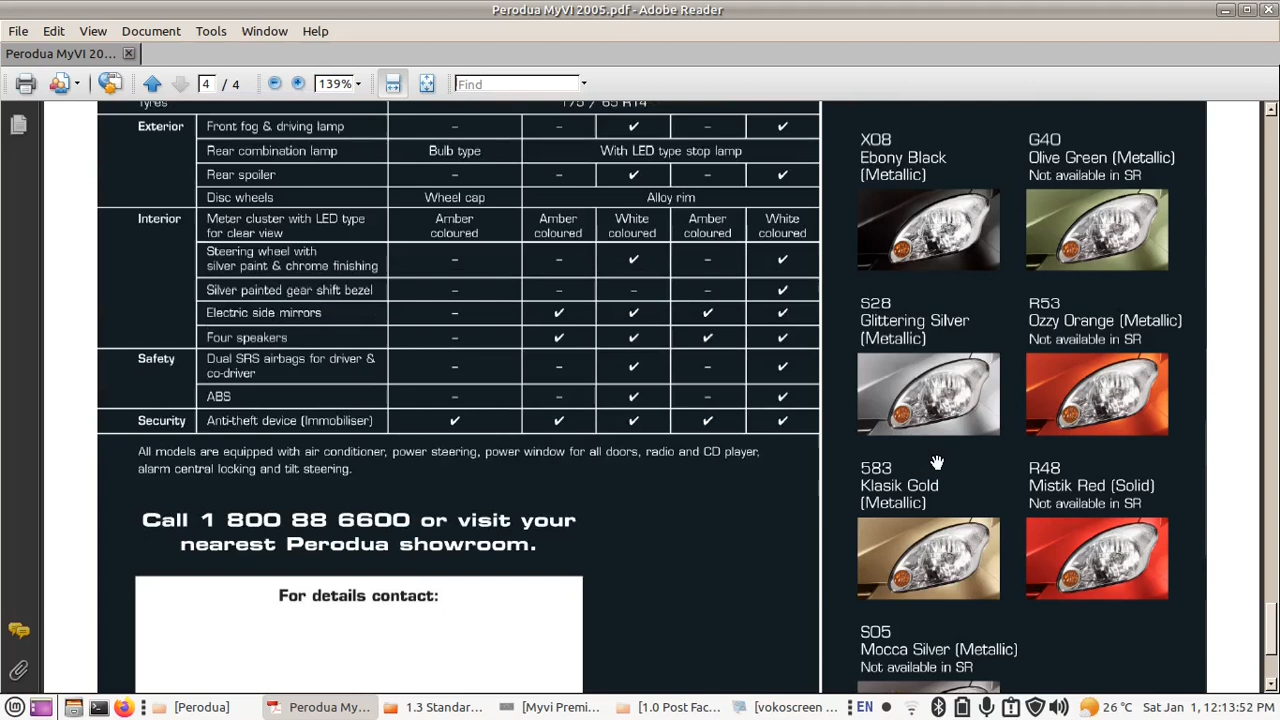 Perodua MyVI 2005.pdf - Adobe Reader
File Edit View Document Tools Window Help
Perodua MyVI 20...
4 / 4 139% Find
Tyres 175 / 65 R14
Exterior Front fog & driving lamp – – ✓ – ✓
Rear combination lamp Bulb type With LED type stop lamp
Rear spoiler – – ✓ – ✓
Disc wheels Wheel cap Alloy rim
Interior Meter cluster with LED type Amber Amber White Amber White
for clear view coloured coloured coloured coloured coloured
Steering wheel with
silver paint & chrome finishing – – ✓ – ✓
Silver painted gear shift bezel – – – – ✓
Electric side mirrors – ✓ ✓ ✓ ✓
Four speakers – ✓ ✓ ✓ ✓
Safety Dual SRS airbags for driver &
co-driver – – ✓ – ✓
ABS – – ✓ – ✓
Security Anti-theft device (Immobiliser) ✓ ✓ ✓ ✓ ✓
All models are equipped with air conditioner, power steering, power window for all doors, radio and CD player,
alarm central locking and tilt steering.
Call 1 800 88 6600 or visit your
nearest Perodua showroom.
For details contact:
X08
Ebony Black
(Metallic)
G40
Olive Green (Metallic)
Not available in SR
S28
Glittering Silver
(Metallic)
R53
Ozzy Orange (Metallic)
Not available in SR
583
Klasik Gold
(Metallic)
R48
Mistik Red (Solid)
Not available in SR
S05
Mocca Silver (Metallic)
Not available in SR
[Perodua] Perodua My... 1.3 Standar... [Myvi Premi... [1.0 Post Fac... [vokoscreen ... EN 26 °C Sat Jan 1, 12:13:52 PM